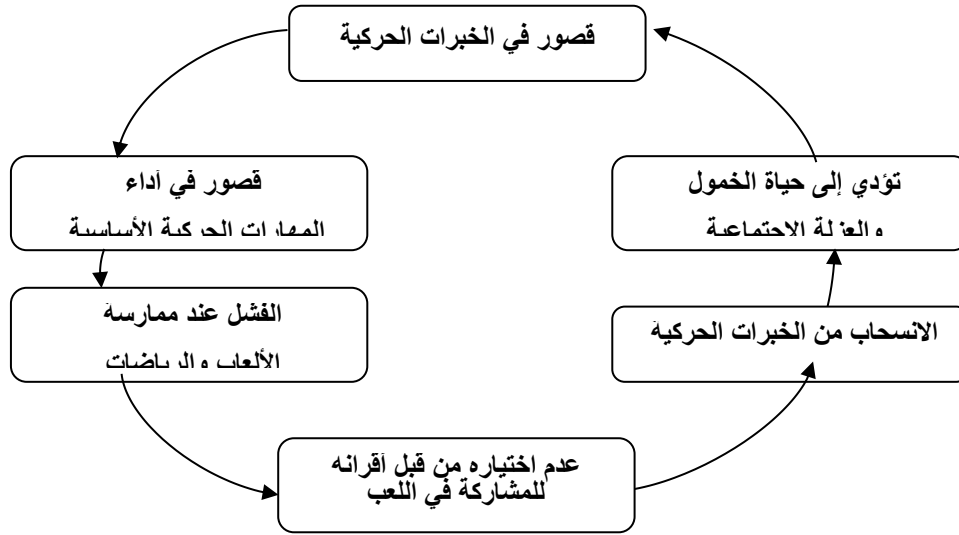 قصور في الخبرات الحركية
قصور في أداء
المهارات الحركية الأساسية
الفشل عند ممارسة
الألعاب والرياضات
عدم اختياره من قبل أقرانه
للمشاركة في اللعب
الانسحاب من الخبرات الحركية
تؤدي إلى حياة الخمول
والعزلة الاجتماعية